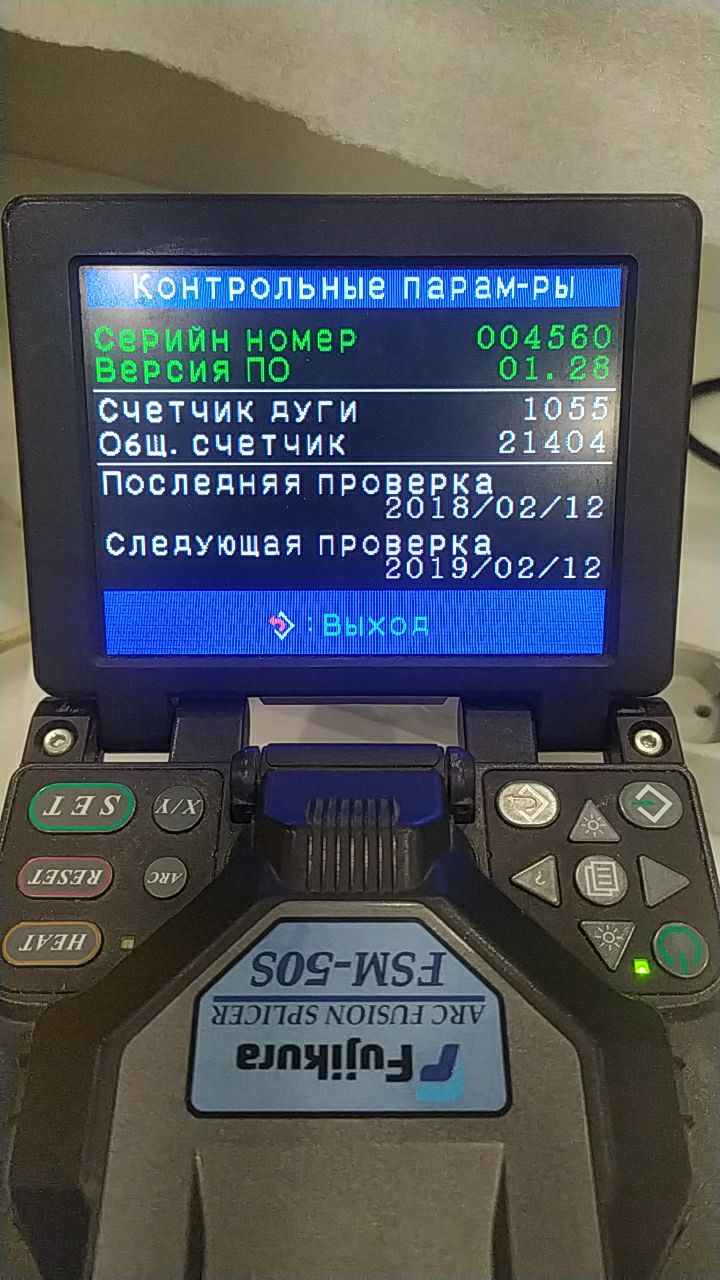 Контрольные парам-ры
Серийн номер 004560
Версия ПО 01.28
Счетчик дуги 1055
Общ. счетчик 21404
Последняя проверка
2018/02/12
Следующая проверка
2019/02/12
:Выход
SET X/Y
RESET ARC
?
HEAT
FSM-50S
ARC FUSION SPLICER
Fujikura